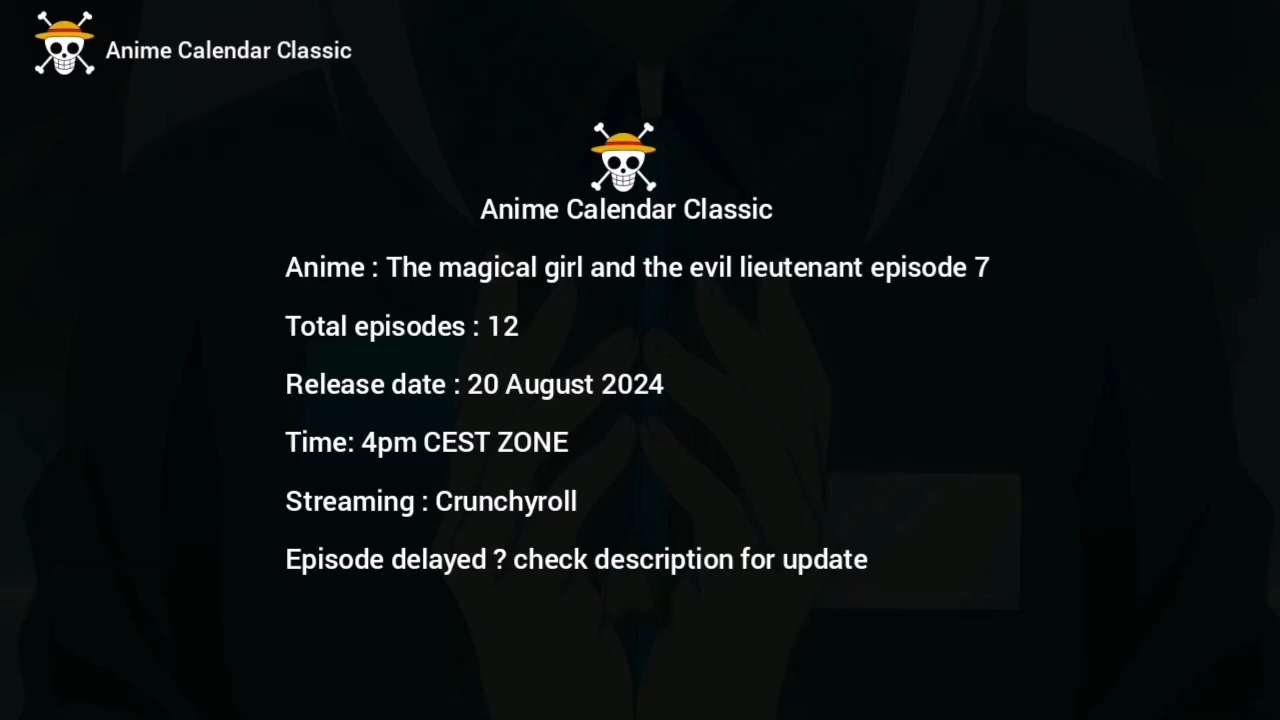 Anime Calendar Classic
Anime Calendar Classic
Anime : The magical girl and the evil lieutenant episode 7
Total episodes : 12
Release date : 20 August 2024
Time: 4pm CEST ZONE
Streaming : Crunchyroll
Episode delayed ? check description for update